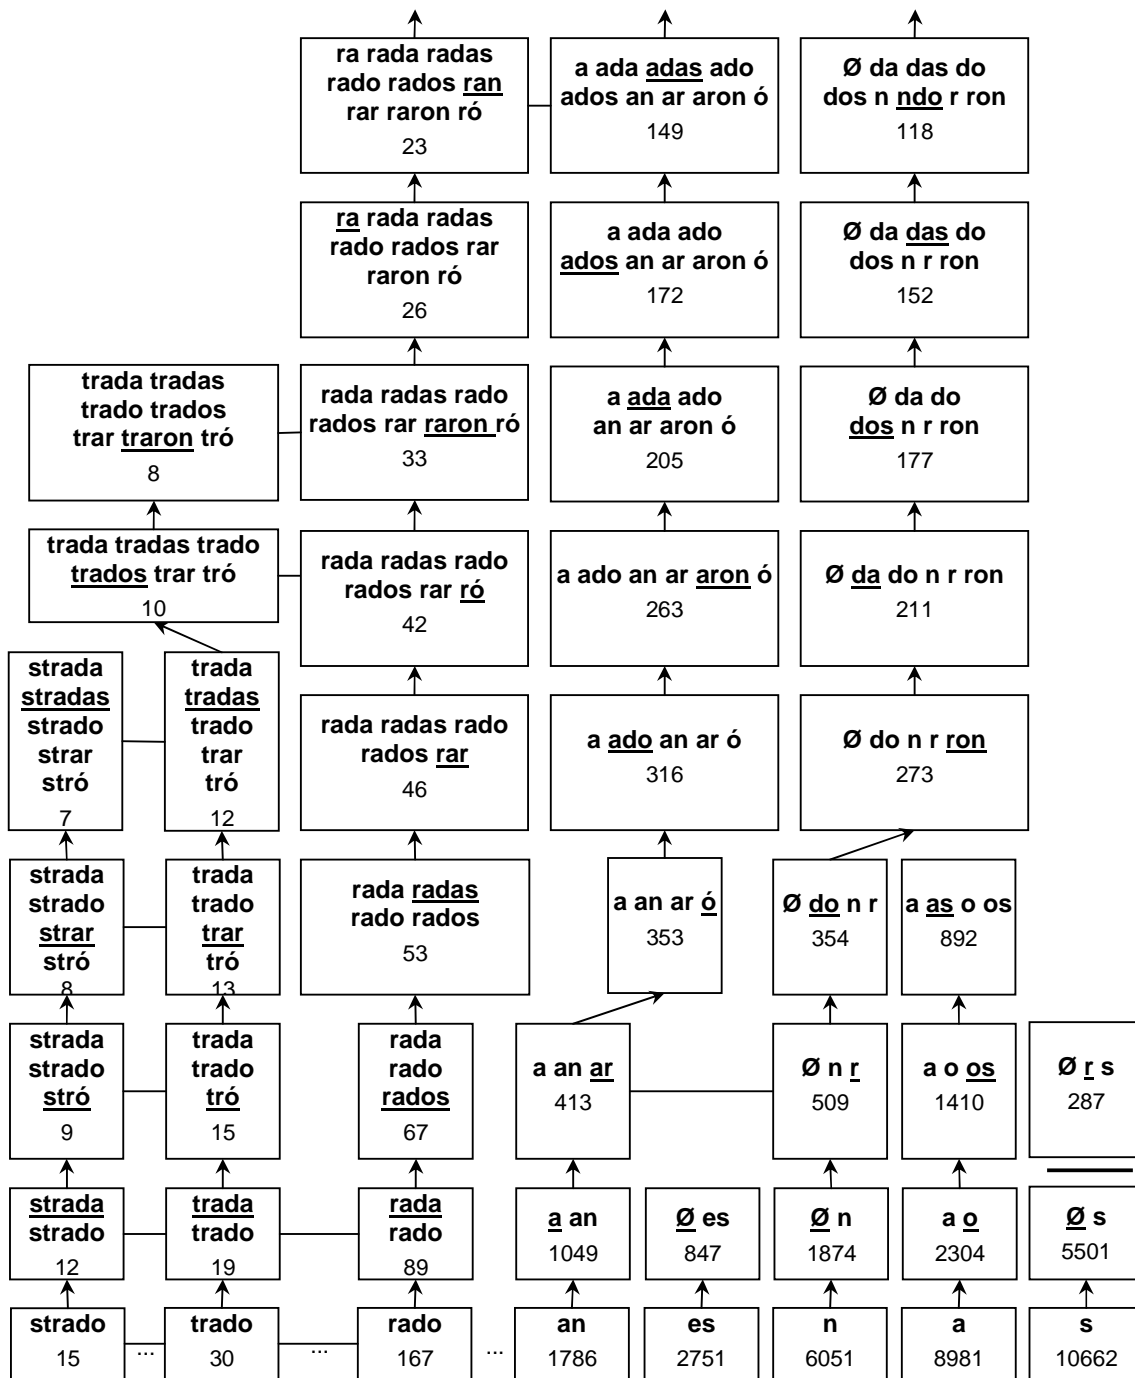 ra rada radas
rado rados ran
rar raron ró
23
a ada adas ado
ados an ar aron ó
149
Ø da das do
dos n ndo r ron
118
ra rada radas
rado rados rar
raron ró
26
a ada ado
ados an ar aron ó
172
Ø da das do
dos n r ron
152
trada tradas
trado trados
trar traron tró
8
rada radas rado
rados rar raron ró
33
a ada ado
an ar aron ó
205
Ø da do
dos n r ron
177
trada tradas trado
trados trar tró
10
rada radas rado
rados rar ró
42
a ado an ar aron ó
263
Ø da do n r ron
211
strada
stradas
strado
strar
stró
7
trada
tradas
trado
trar
tró
12
rada radas rado
rados rar
46
a ado an ar ó
316
Ø do n r ron
273
strada
strado
strar
stró
8
trada
trado
trar
tró
13
rada radas
rado rados
53
a an ar ó
353
Ø do n r
354
a as o os
892
strada
strado
stró
9
trada
trado
tró
15
rada
rado
rados
67
a an ar
413
Ø n r
509
a o os
1410
Ø r s
287
strada
strado
12
trada
trado
19
rada
rado
89
a an
1049
Ø es
847
Ø n
1874
a o
2304
Ø s
5501
strado
15
...
trado
30
...
rado
167
...
an
1786
es
2751
n
6051
a
8981
s
10662